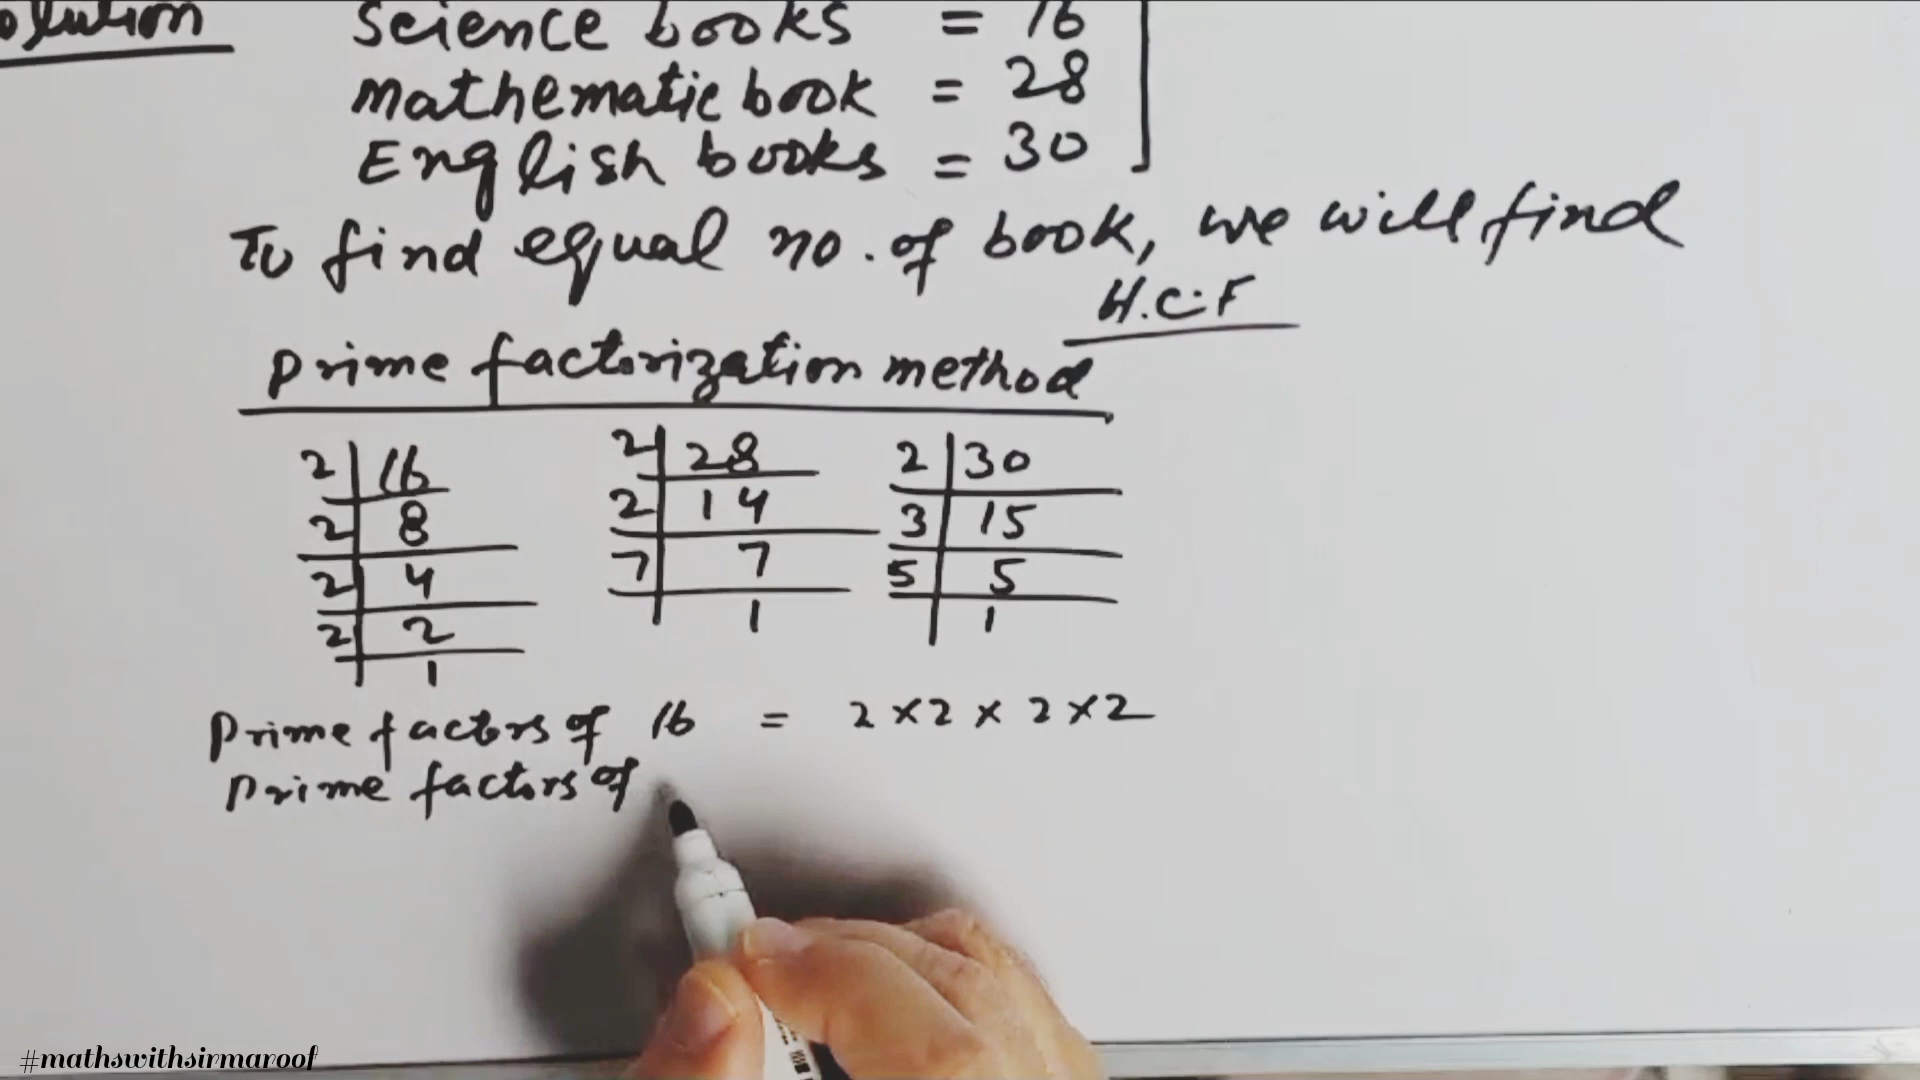 olution
Science books = 16
Mathematic book = 28
English books = 30
To find equal no. of book, we will find
H.C.F
Prime factorization method
2 16
2 8
2 4
2 2
1
2 28
2 14
7 7
1
2 30
3 15
5 5
1
Prime factors of 16 = 2 × 2 × 2 × 2
Prime factors of
#mathswithsirmaroof